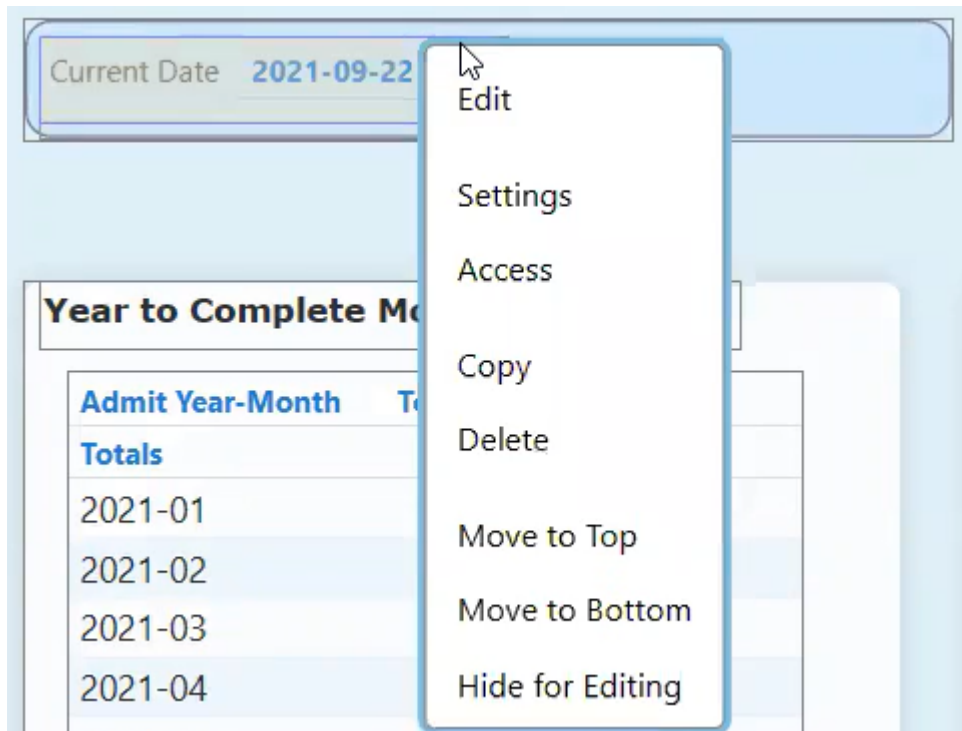 Current Date 2021-09-22
Edit
Settings
Access
Copy
Delete
Move to Top
Move to Bottom
Hide for Editing
Year to Complete
Admit Year-Month
Totals
2021-01
2021-02
2021-03
2021-04